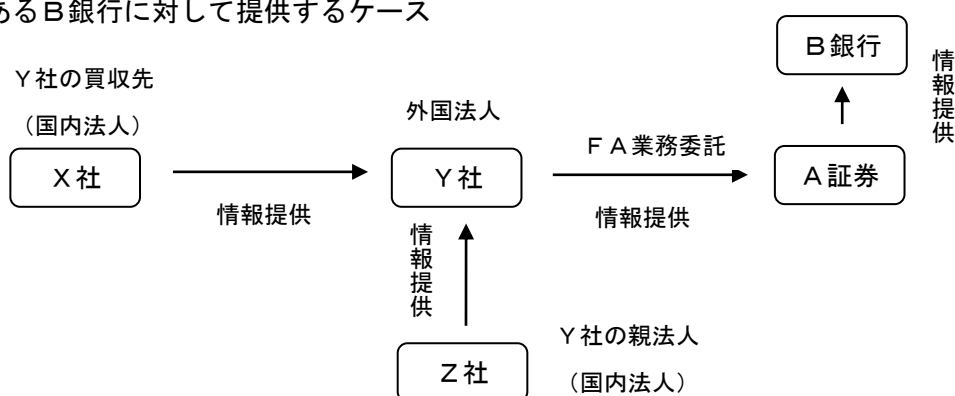 あるB銀行に対して提供するケース
B銀行
情報提供
Y社の買収先
(国内法人)
外国法人
FA業務委託
X社
Y社
A証券
情報提供
情報提供
情報提供
Y社の親法人
Z社
(国内法人)